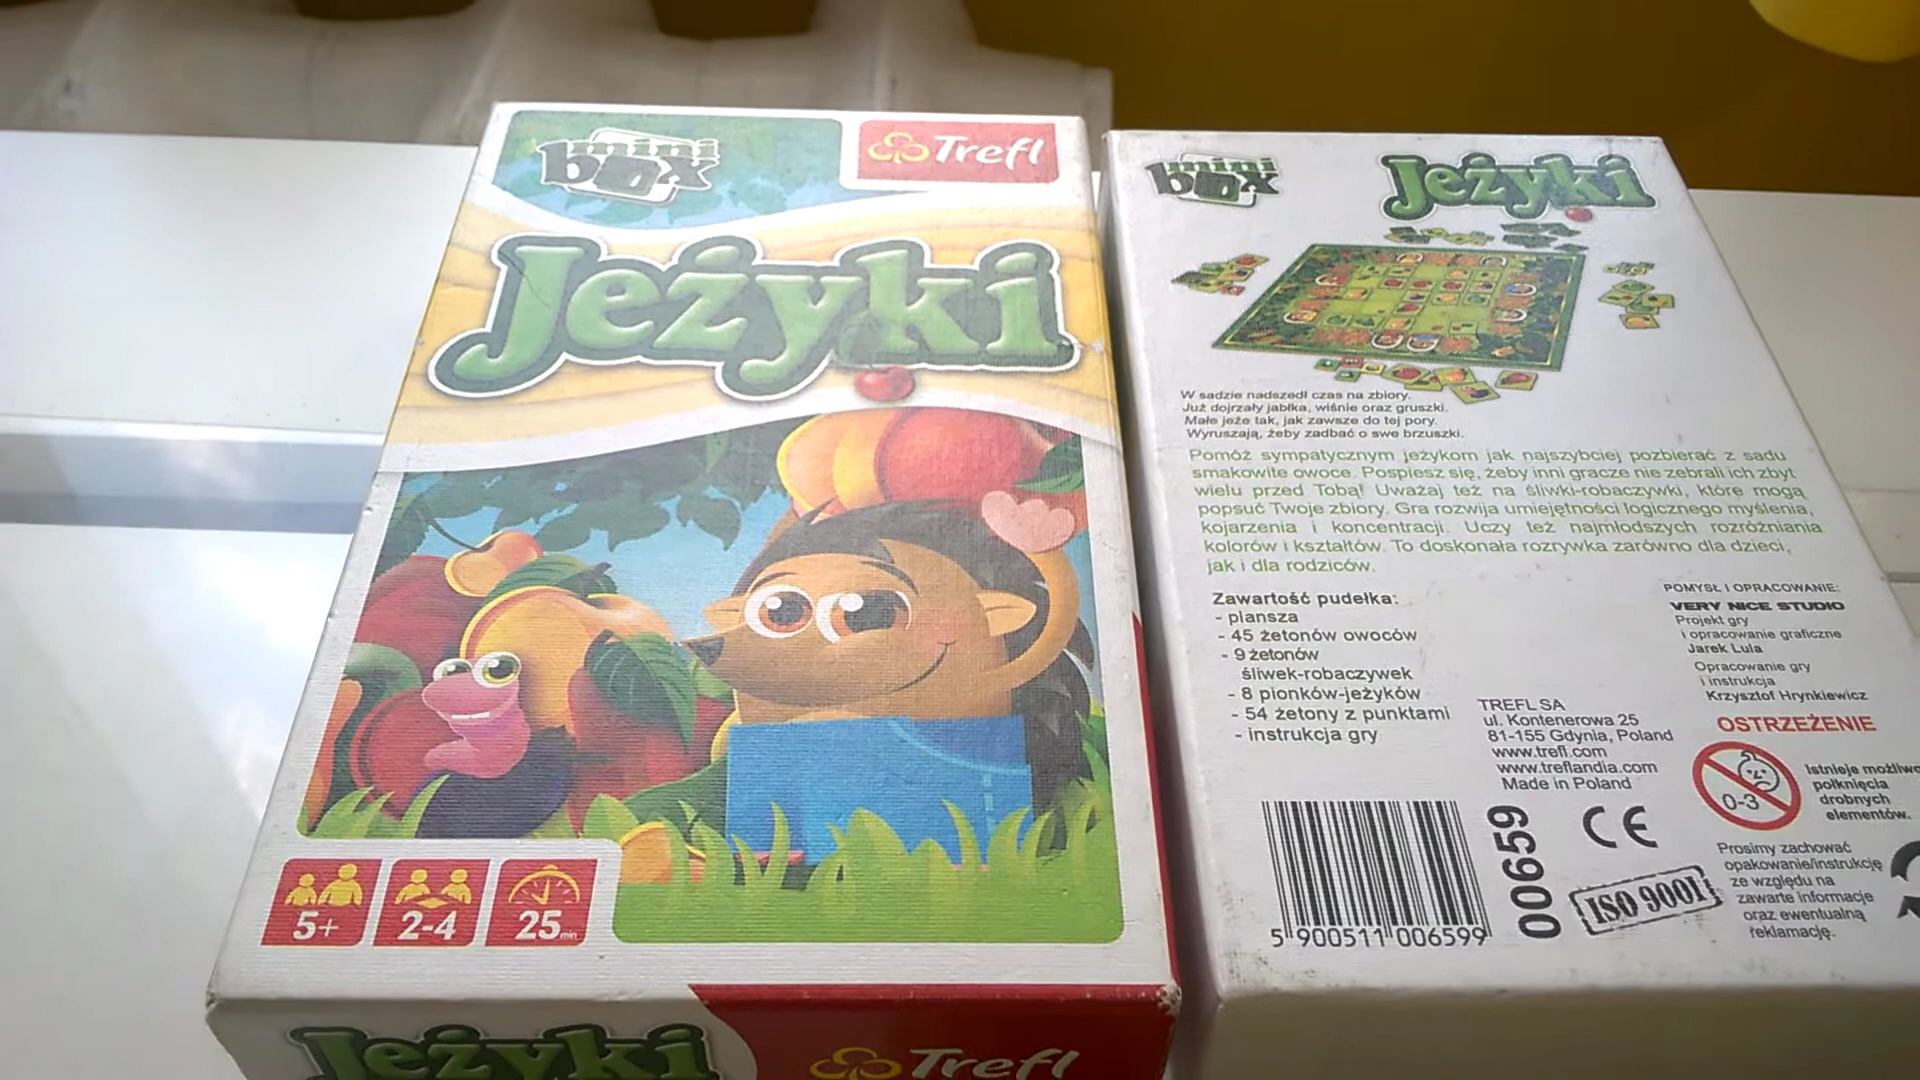 mini
box
Trefl
Jeżyki
5+
2-4
25 min
Jeżyki
Trefl
mini
box
Jeżyki
W sadzie nadszedł czas na zbiory.
Już dojrzały jabłka, wiśnie oraz gruszki.
Małe jeże tak, jak zawsze do tej pory.
Wyruszają, żeby zadbać o swe brzuszki.
Pomóż sympatycznym jeżykom jak najszybciej pozbierać z sadu
smakowite owoce. Pospiesz się, żeby inni gracze nie zebrali ich zbyt
wielu przed Tobą! Uważaj też na śliwki-robaczywki, które mogą
popsuć Twoje zbiory. Gra rozwija umiejętności logicznego myślenia,
kojarzenia i koncentracji. Uczy też najmłodszych rozróżniania
kolorów i kształtów. To doskonała rozrywka zarówno dla dzieci,
jak i dla rodziców.
Zawartość pudełka:
- plansza
- 45 żetonów owoców
- 9 żetonów
śliwek-robaczywek
- 8 pionków-jeżyków
- 54 żetony z punktami
- instrukcja gry
POMYSŁ I OPRACOWANIE:
VERY NICE STUDIO
Projekt gry
i opracowanie graficzne
Jarek Lula
Opracowanie gry
i instrukcja
Krzysztof Hrynkiewicz
TREFL SA
ul. Kontenerowa 25
81-155 Gdynia, Poland
www.trefl.com
www.treflandia.com
Made in Poland
OSTRZEŻENIE
0-3
Istnieje możliwo
połknięcia
drobnych
elementów.
5 900511 006599
00659
CE
ISO 9001
Prosimy zachować
opakowanie/instrukcję
ze względu na
zawarte informacje
oraz ewentualną
reklamację.